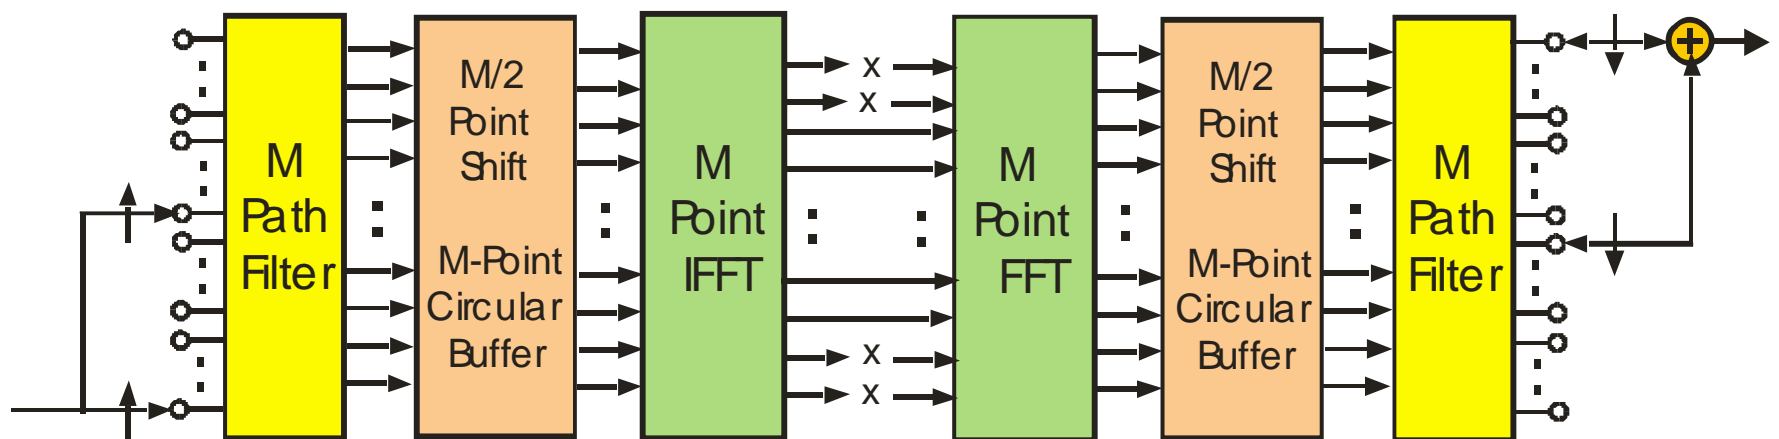 M
Path
Filter
M/2
Point
Shift
M-Point
Circular
Buffer
M
Point
IFFT
x
x
x
x
M
Point
FFT
M/2
Point
Shift
M-Point
Circular
Buffer
M
Path
Filter
+